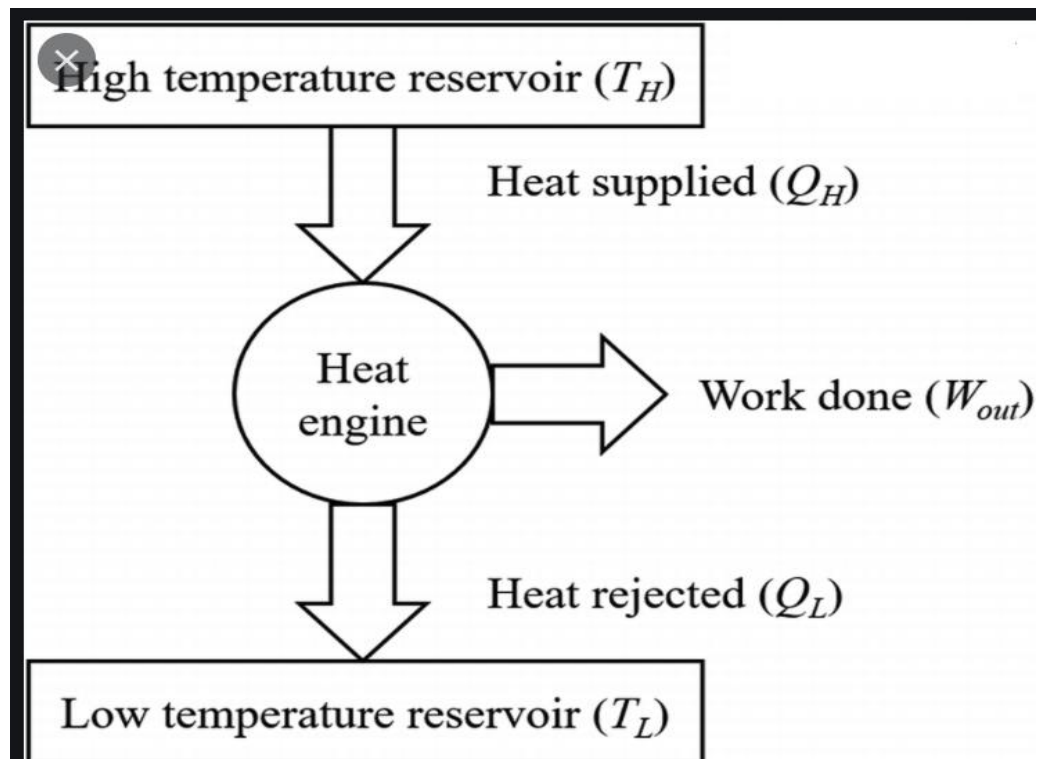 High temperature reservoir (T_H)
Heat supplied (Q_H)
Heat
engine
Work done (W_out)
Heat rejected (Q_L)
Low temperature reservoir (T_L)